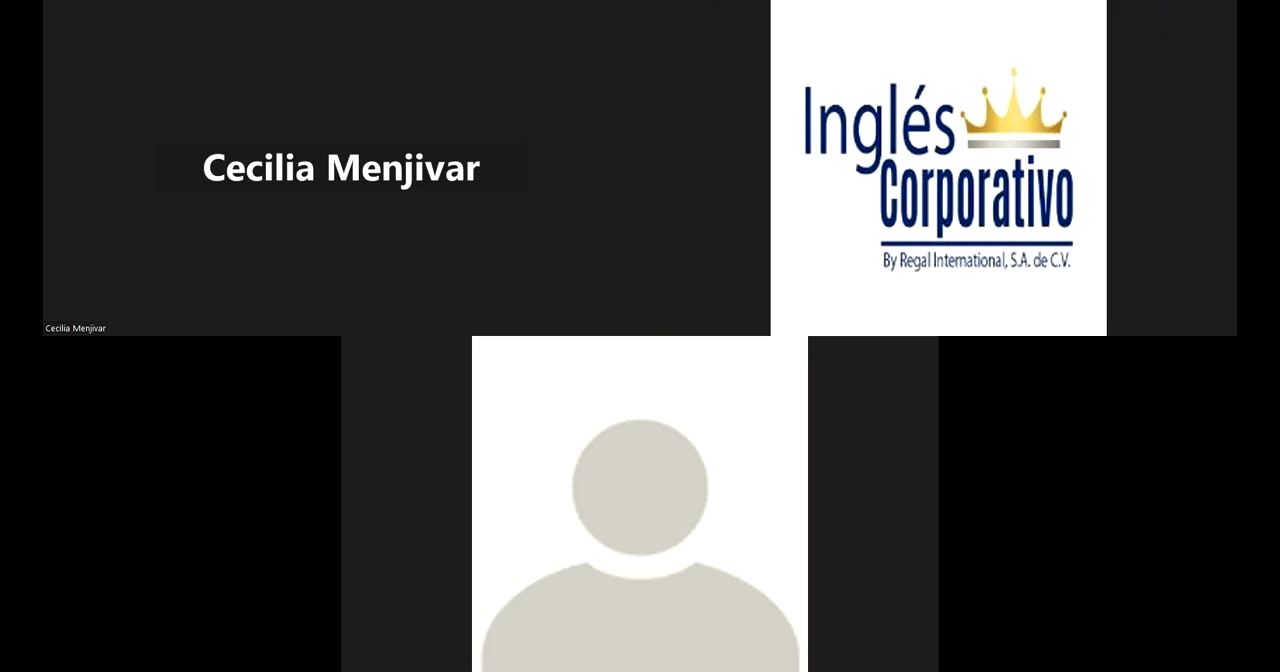 Cecilia Menjivar
Inglés
Corporativo
By Regal International, S.A. de C.V.
Cecilia Menjivar